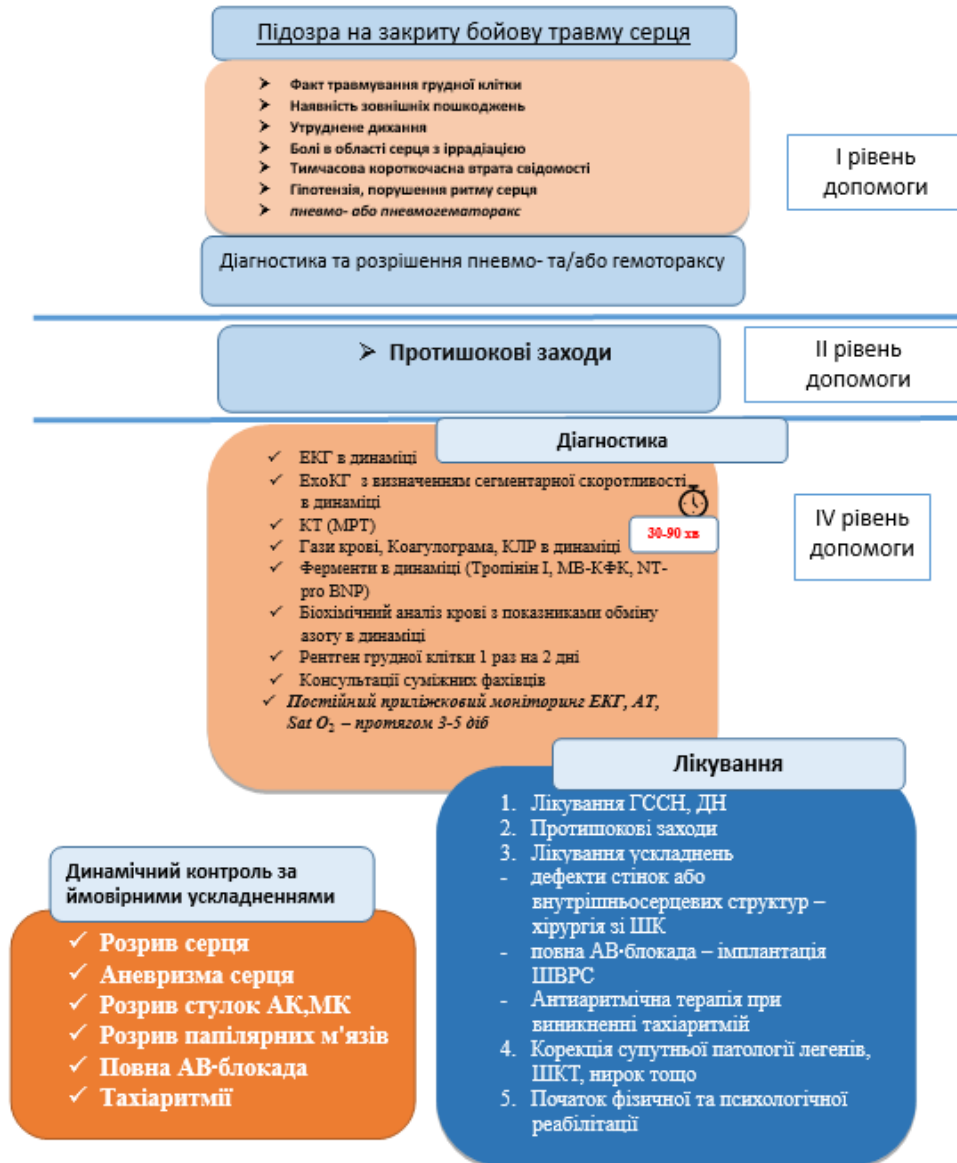 Підозра на закриту бойову травму серця
➤ Факт травмування грудної клітки
➤ Наявність зовнішніх пошкоджень
➤ Утруднене дихання
➤ Болі в області серця з іррадіацією
➤ Тимчасова короткочасна втрата свідомості
➤ Гіпотензія, порушення ритму серця
➤ пневмо- або пневмогематоракс
І рівень
допомоги
Діагностика та розрішення пневмо- та/або гемотораксу
➤ Протишокові заходи
ІІ рівень
допомоги
Діагностика
✓ ЕКГ в динаміці
✓ ЕхоКГ з визначенням сегментарної скоротливості
в динаміці
✓ КТ (МРТ)
✓ Гази крові, Коагулограма, КЛР в динаміці
✓ Ферменти в динаміці (Тропінін І, МВ-КФК, NT-
pro BNP)
✓ Біохімічний аналіз крові з показниками обміну
азоту в динаміці
✓ Рентген грудної клітки 1 раз на 2 дні
✓ Консультації суміжних фахівців
✓ Постійний приліжковий моніторинг ЕКГ, АТ,
Sat O₂ – протягом 3-5 діб
30-90 хв
IV рівень
допомоги
Лікування
1. Лікування ГССН, ДН
2. Протишокові заходи
3. Лікування ускладнень
- дефекти стінок або
внутрішньосерцевих структур –
хірургія зі ШК
- повна АВ-блокада – імплантація
ШВРС
- Антиаритмічна терапія при
виникненні тахіаритмій
4. Корекція супутньої патології легенів,
ШКТ, нирок тощо
5. Початок фізичної та психологічної
реабілітації
Динамічний контроль за
ймовірними ускладненнями
✓ Розрив серця
✓ Аневризма серця
✓ Розрив стулок АК,МК
✓ Розрив папілярних м'язів
✓ Повна АВ-блокада
✓ Тахіаритмії